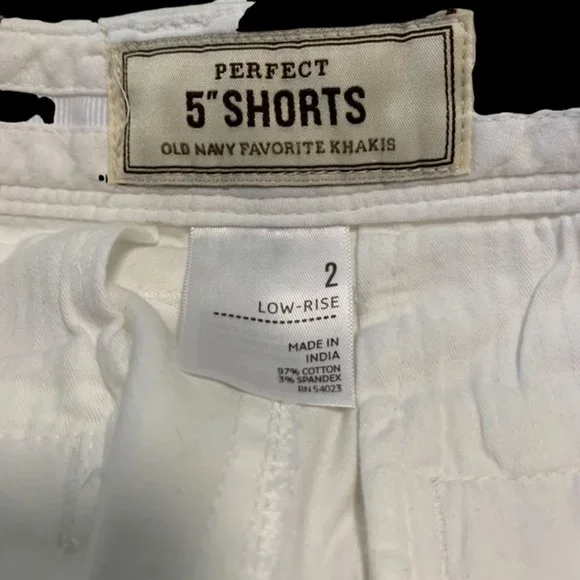 PERFECT
5" SHORTS
OLD NAVY FAVORITE KHAKIS
2
LOW-RISE
MADE IN
INDIA
97% COTTON
3% SPANDEX
RN 54023